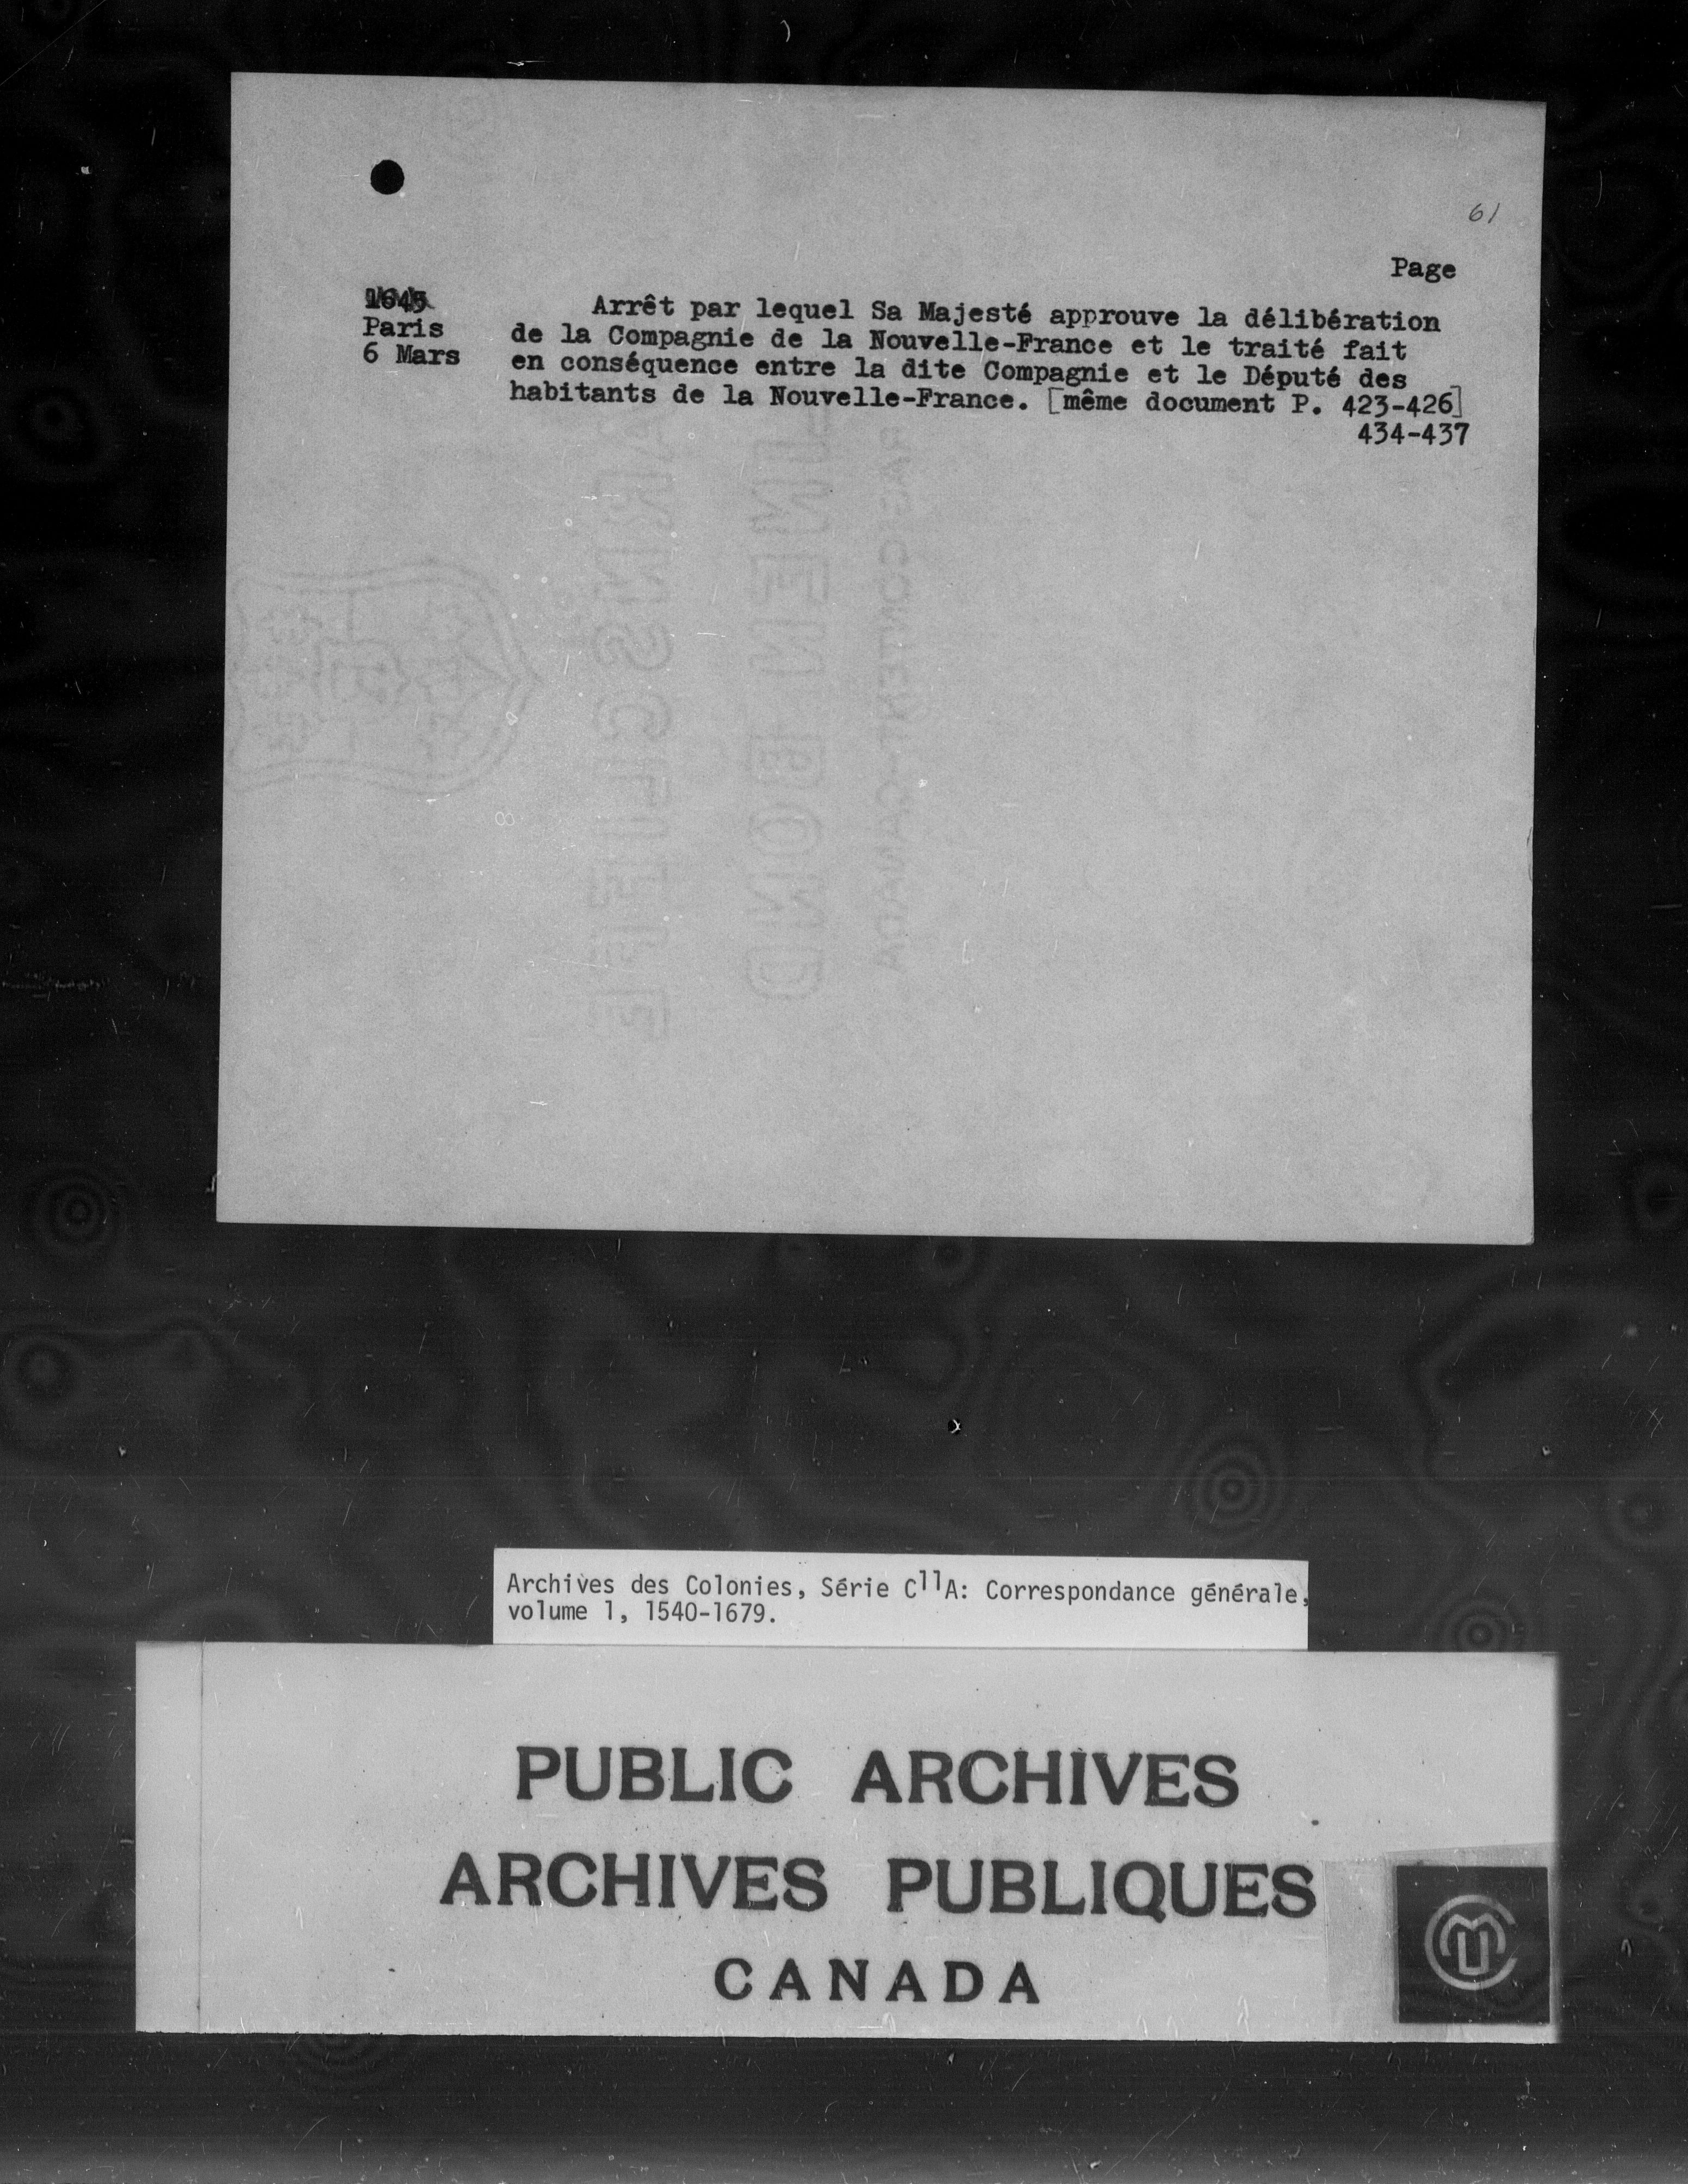 61
Page
1645
Paris
6 Mars
Arrêt par lequel Sa Majesté approuve la délibération
de la Compagnie de la Nouvelle-France et le traité fait
en conséquence entre la dite Compagnie et le Député des
habitants de la Nouvelle-France. [même document P. 423-426]
434-437
Archives des Colonies, Série C11A: Correspondance générale,
volume 1, 1540-1679.
PUBLIC ARCHIVES
ARCHIVES PUBLIQUES
CANADA